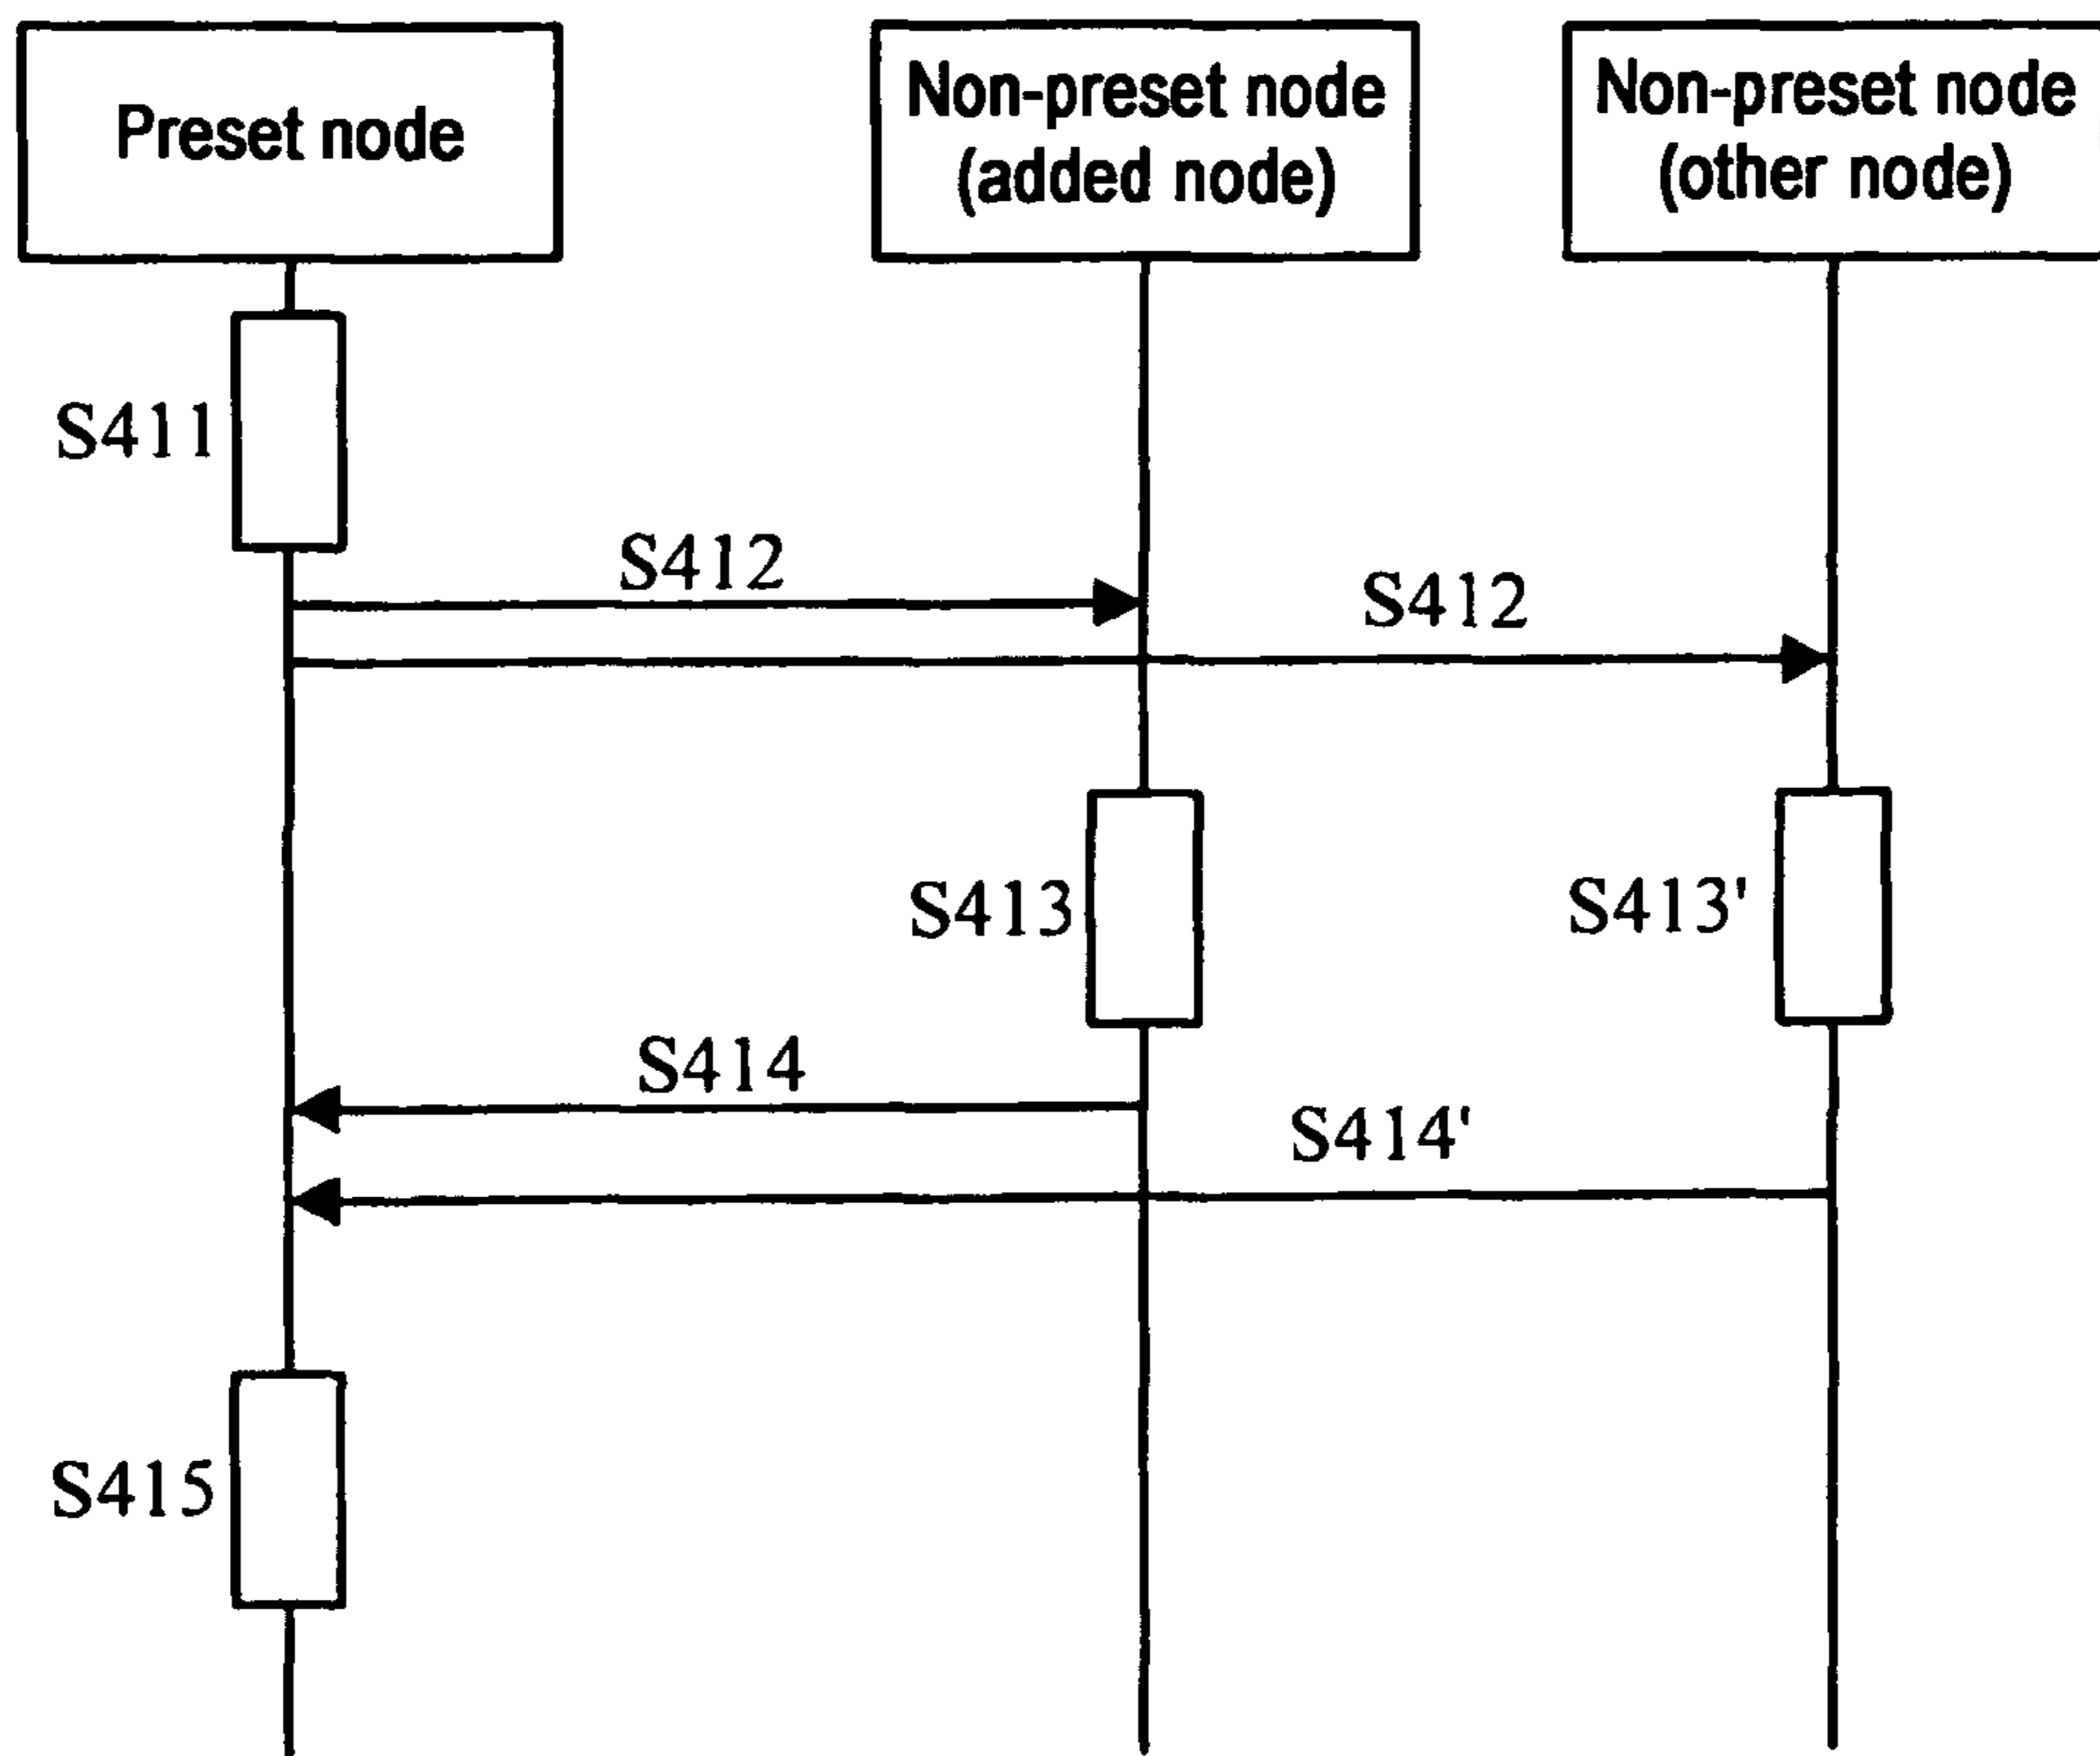 Preset node
Non-preset node
(added node)
Non-preset node
(other node)
S411
S412
S412
S413
S413'
S414
S414'
S415